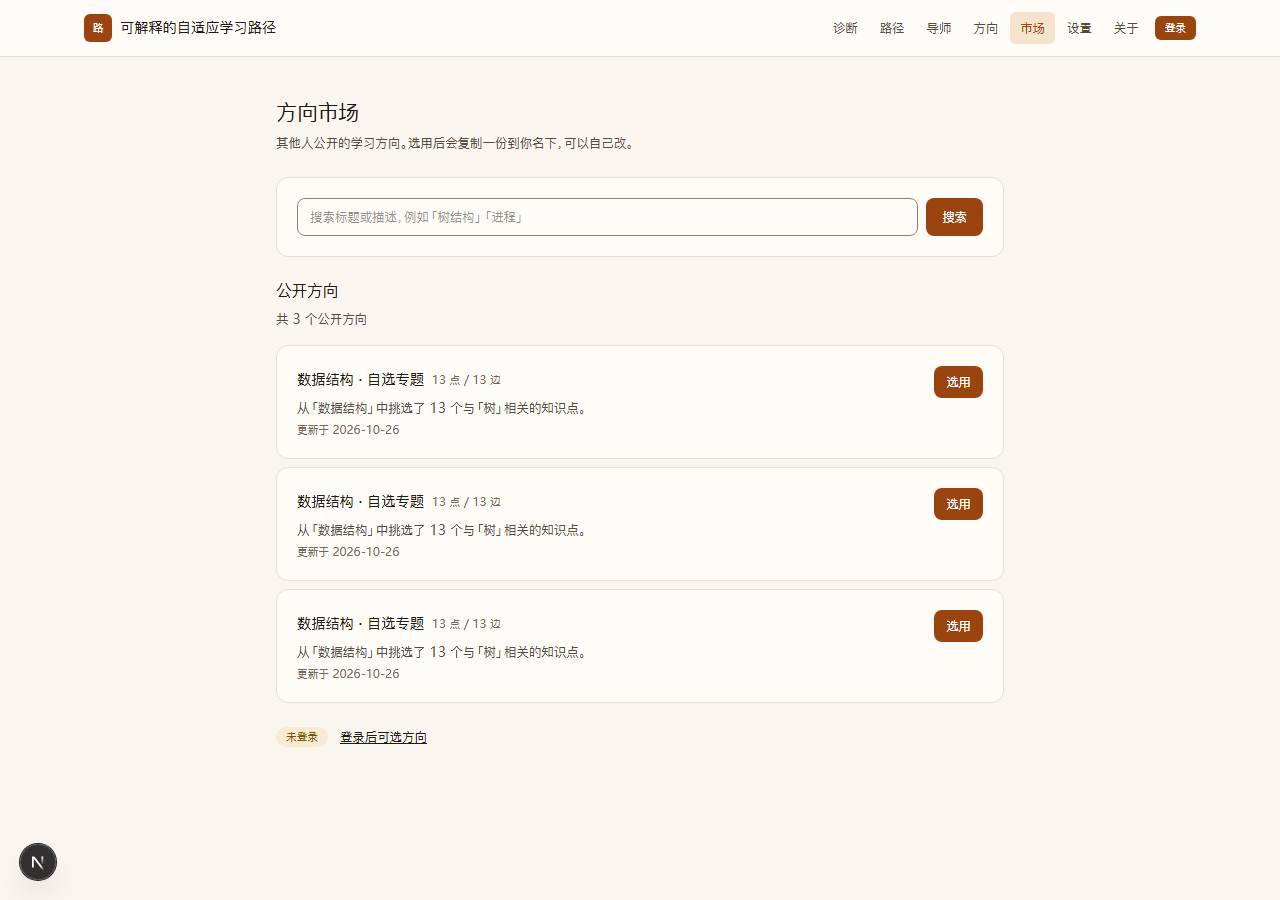 路 可解释的自适应学习路径 诊断 路径 导师 方向 市场 设置 关于 登录
方向市场
其他人公开的学习方向。选用后会复制一份到你名下，可以自己改。
搜索标题或描述，例如「树结构」「进程」 搜索
公开方向
共 3 个公开方向
数据结构 · 自选专题 13 点 / 13 边 选用
从「数据结构」中挑选了 13 个与「树」相关的知识点。
更新于 2026-10-26
数据结构 · 自选专题 13 点 / 13 边 选用
从「数据结构」中挑选了 13 个与「树」相关的知识点。
更新于 2026-10-26
数据结构 · 自选专题 13 点 / 13 边 选用
从「数据结构」中挑选了 13 个与「树」相关的知识点。
更新于 2026-10-26
未登录 登录后可选方向
N